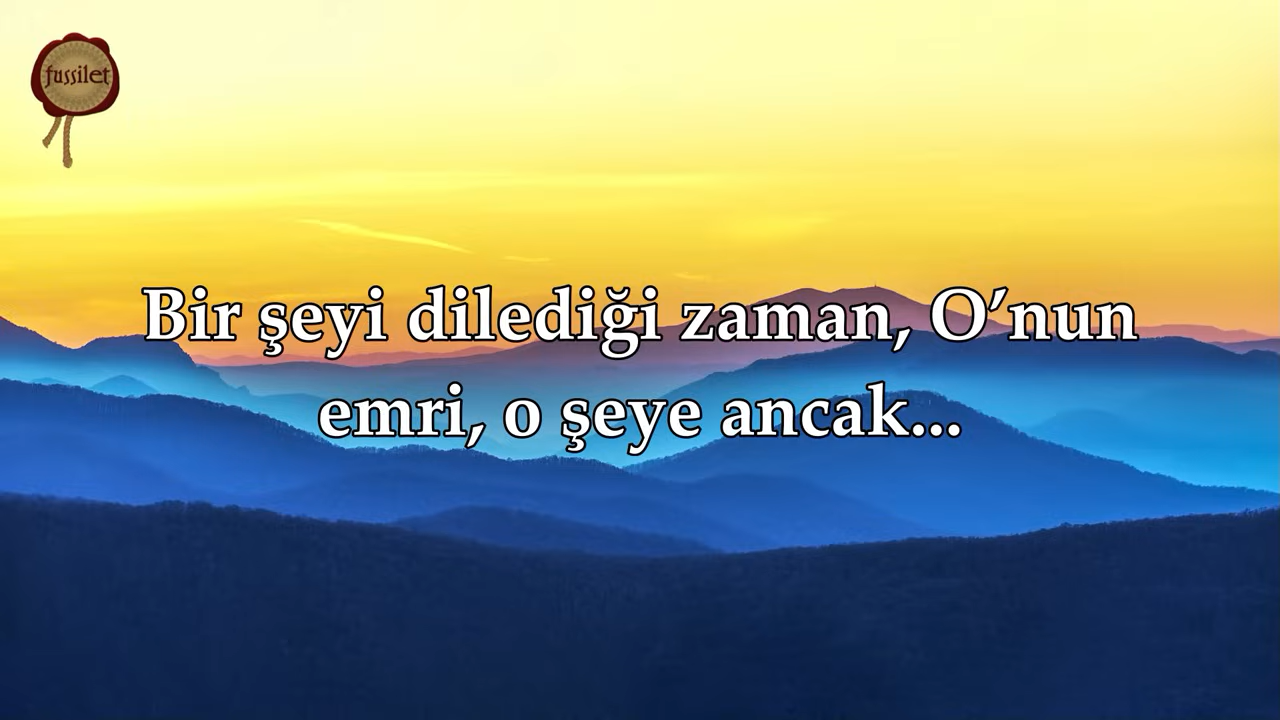 fussilet
Bir şeyi dilediği zaman, O’nun
emri, o şeye ancak...